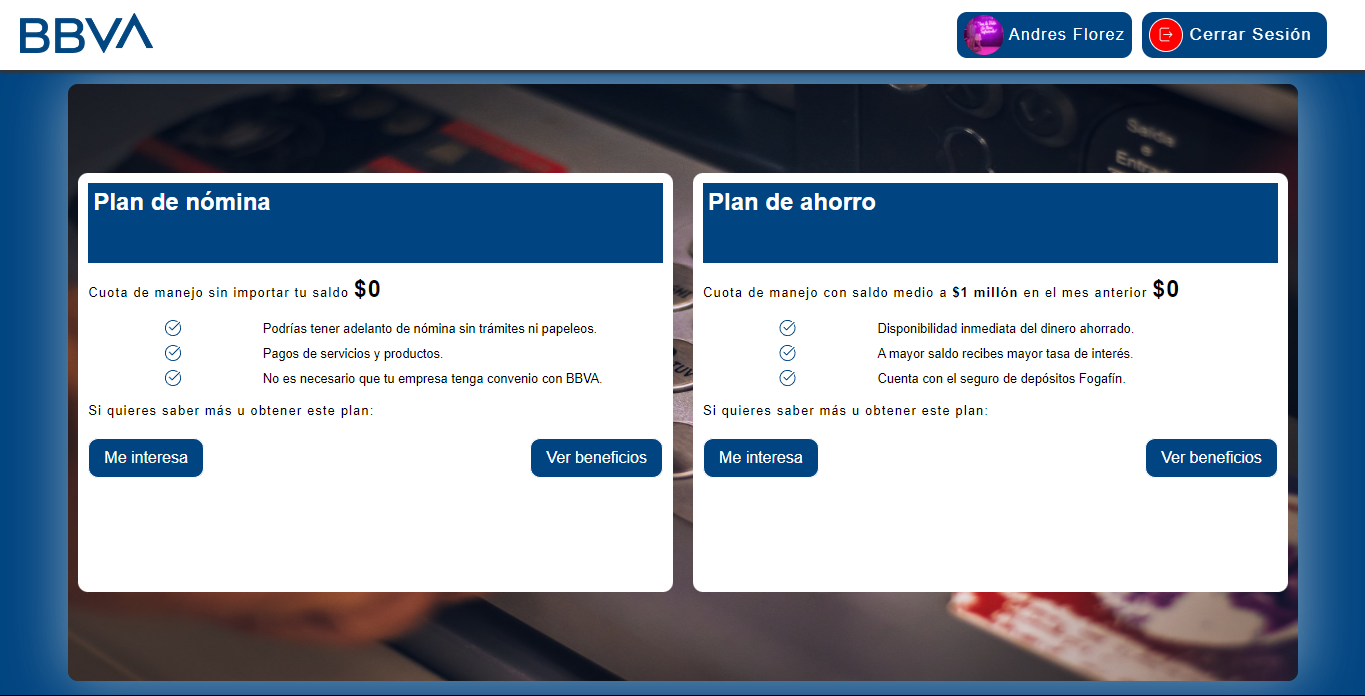 BBVA
Andres Florez
Cerrar Sesión
Salida
Plan de nómina
Cuota de manejo sin importar tu saldo $0
Podrías tener adelanto de nómina sin trámites ni papeleos.
Pagos de servicios y productos.
No es necesario que tu empresa tenga convenio con BBVA.
Si quieres saber más u obtener este plan:
Me interesa
Ver beneficios
Plan de ahorro
Cuota de manejo con saldo medio a $1 millón en el mes anterior $0
Disponibilidad inmediata del dinero ahorrado.
A mayor saldo recibes mayor tasa de interés.
Cuenta con el seguro de depósitos Fogafín.
Si quieres saber más u obtener este plan:
Me interesa
Ver beneficios